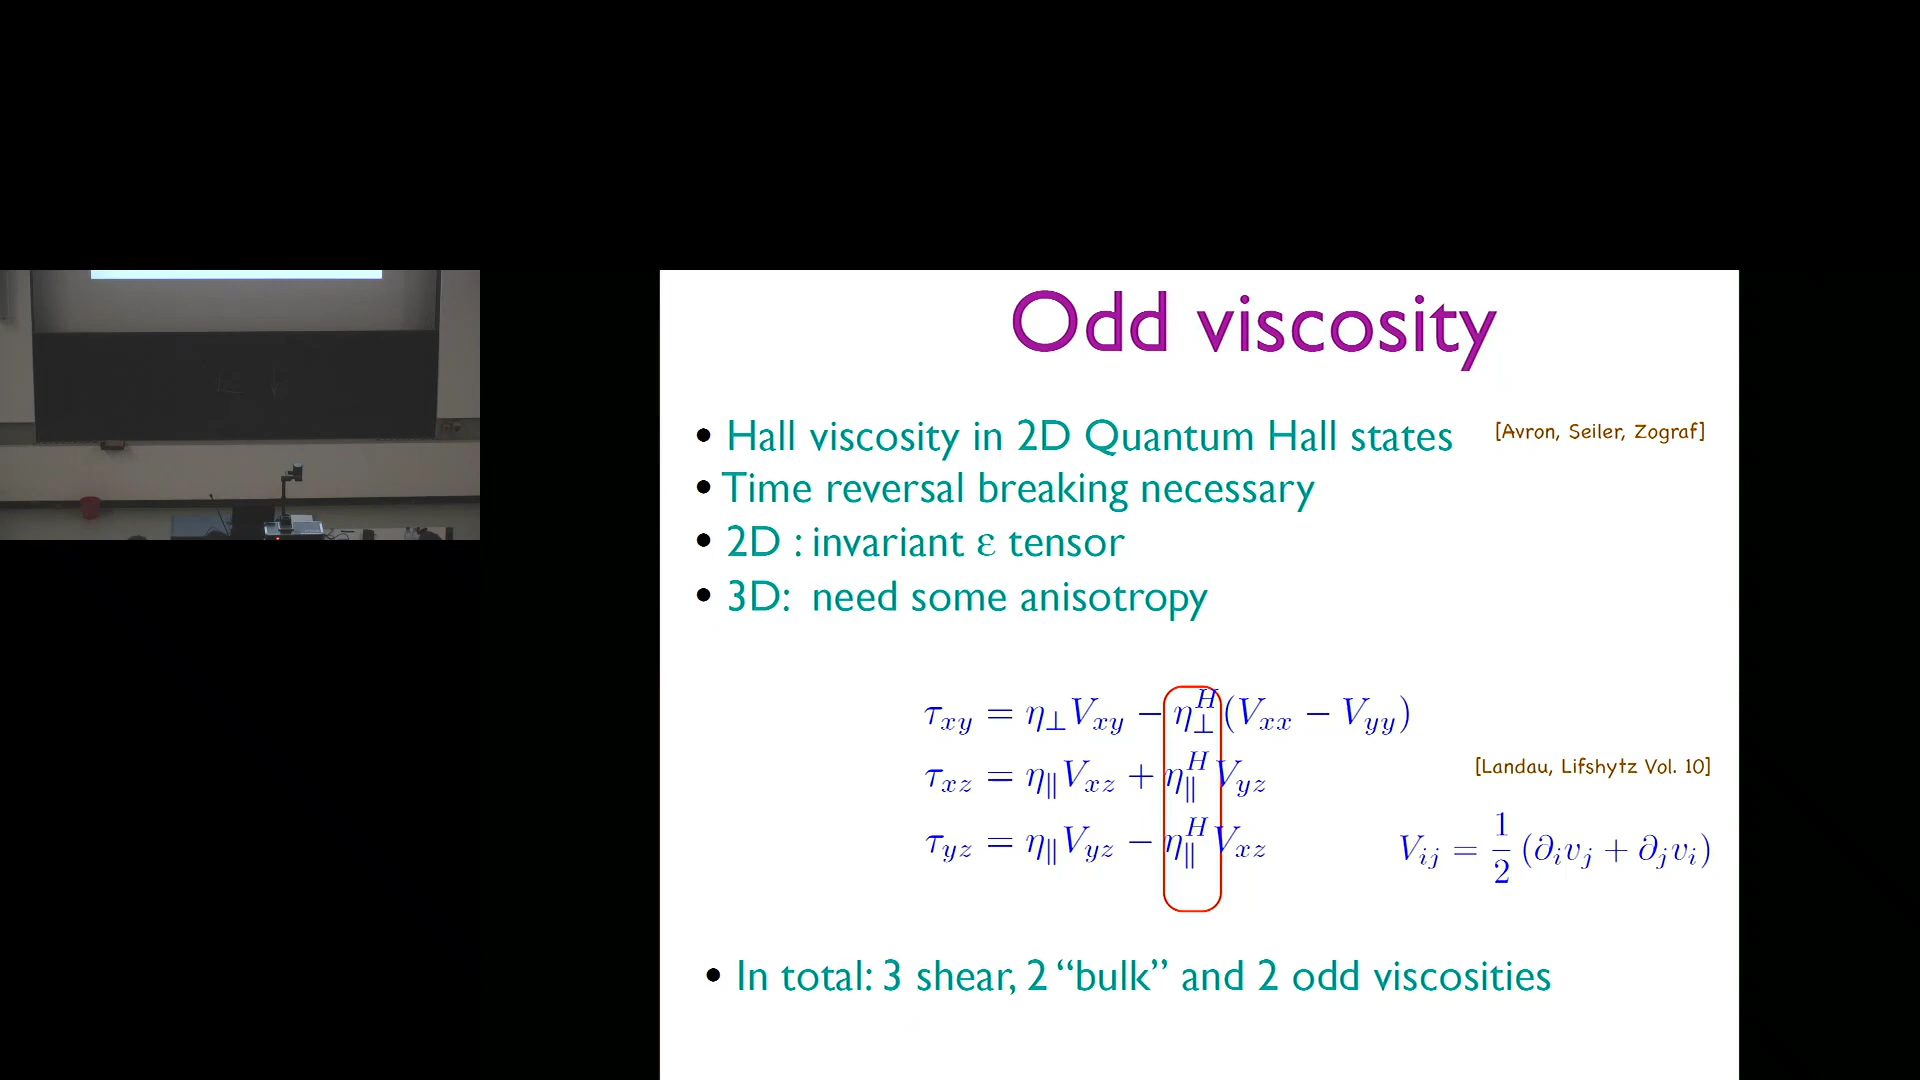 Odd viscosity
• Hall viscosity in 2D Quantum Hall states [Avron, Seiler, Zograf]
• Time reversal breaking necessary
• 2D : invariant ε tensor
• 3D: need some anisotropy
τ_{xy} = η_⊥ V_{xy} − η_⊥^H (V_{xx} − V_{yy})
τ_{xz} = η_∥ V_{xz} + η_∥^H V_{yz}
[Landau, Lifshytz Vol. 10]
τ_{yz} = η_∥ V_{yz} − η_∥^H V_{xz}
V_{ij} = \frac{1}{2} (∂_i v_j + ∂_j v_i)
• In total: 3 shear, 2 “bulk” and 2 odd viscosities